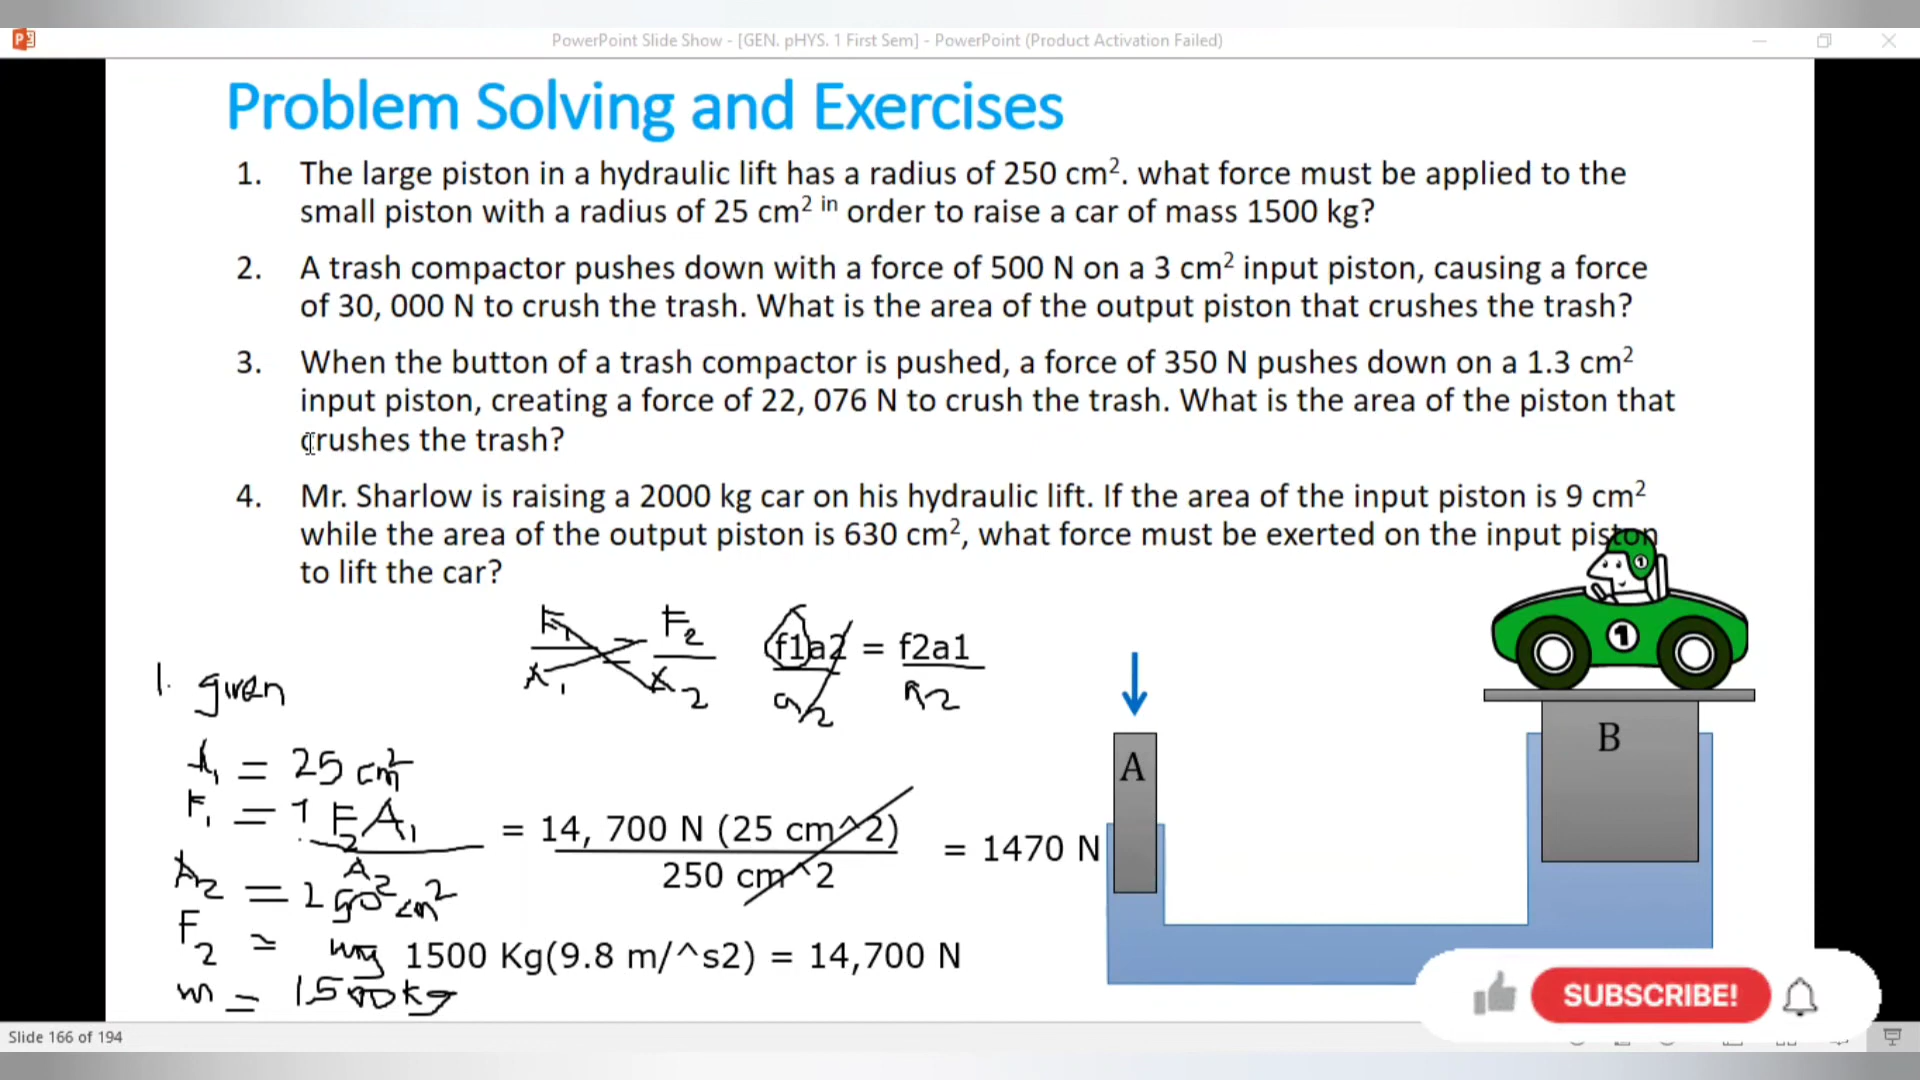 PowerPoint Slide Show - [GEN. pHYS. 1 First Sem] - PowerPoint (Product Activation Failed)
Problem Solving and Exercises
1. The large piston in a hydraulic lift has a radius of 250 cm². what force must be applied to the
small piston with a radius of 25 cm² in order to raise a car of mass 1500 kg?
2. A trash compactor pushes down with a force of 500 N on a 3 cm² input piston, causing a force
of 30, 000 N to crush the trash. What is the area of the output piston that crushes the trash?
3. When the button of a trash compactor is pushed, a force of 350 N pushes down on a 1.3 cm²
input piston, creating a force of 22, 076 N to crush the trash. What is the area of the piston that
crushes the trash?
4. Mr. Sharlow is raising a 2000 kg car on his hydraulic lift. If the area of the input piston is 9 cm²
while the area of the output piston is 630 cm², what force must be exerted on the input piston
to lift the car?
F₁ = F₂ f1a2 = f2a1
A₁ A₂ a2 a2
1. given
A₁ = 25 cm²
F₁ = ? F₂A₁ = 14, 700 N (25 cm^2) = 1470 N
A₂ 250 cm^2
A₂ = 250 cm²
F₂ = mg 1500 Kg(9.8 m/^s2) = 14,700 N
m = 1500 kg
A
B
1
1
SUBSCRIBE!
Slide 166 of 194